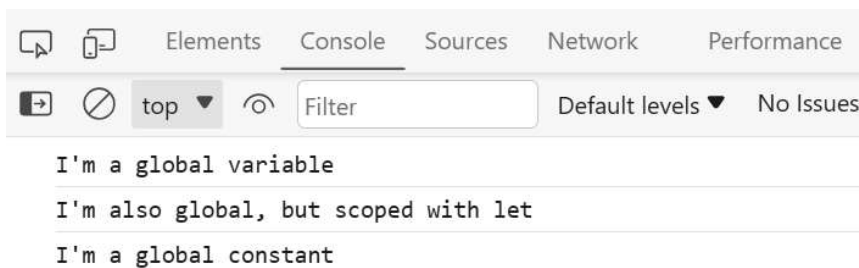 Elements Console Sources Network Performance
top ▼ Filter Default levels ▼ No Issues
I'm a global variable
I'm also global, but scoped with let
I'm a global constant